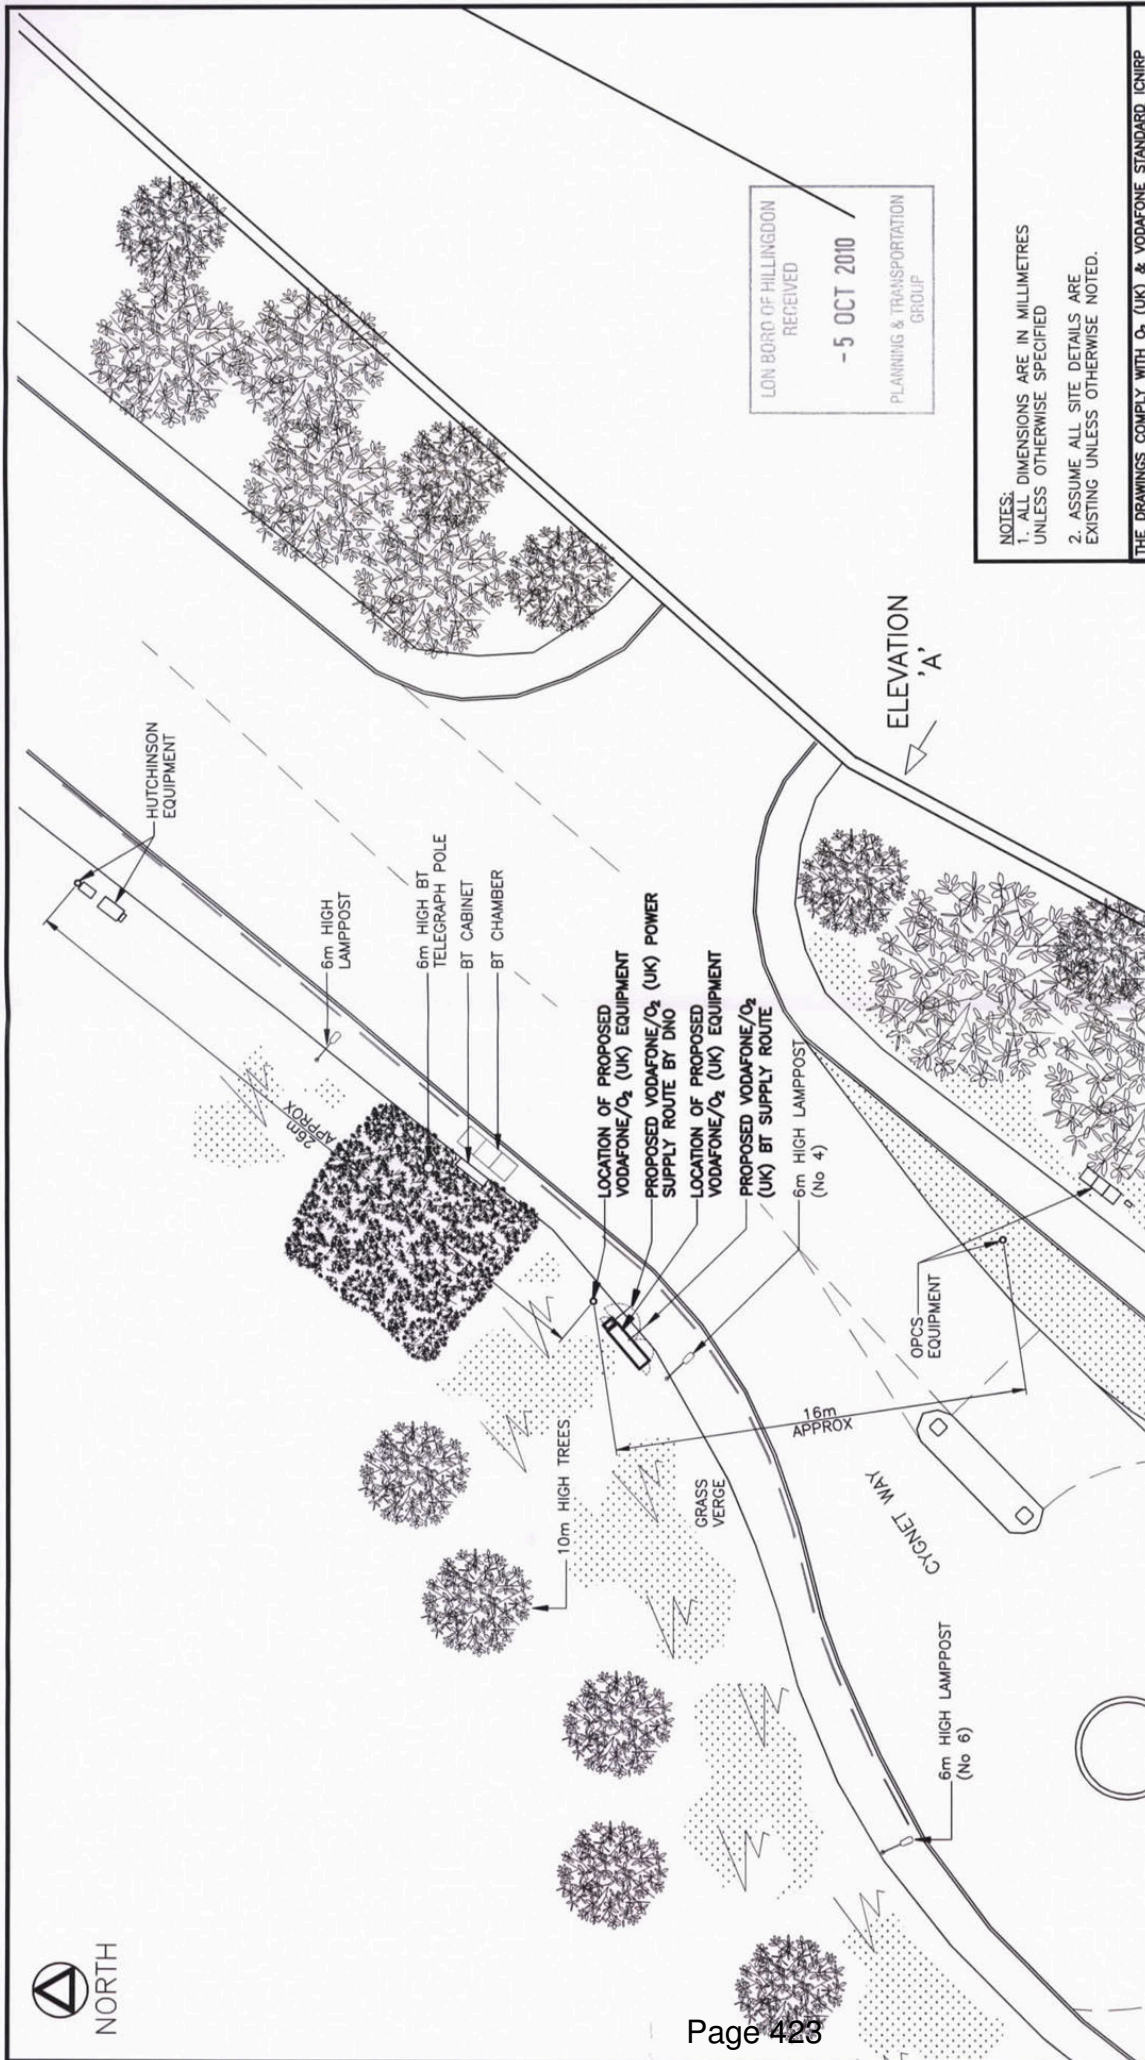 NORTH
HUTCHINSON
EQUIPMENT
6m HIGH
LAMPPOST
26m
APPROX
6m HIGH BT
TELEGRAPH POLE
BT CABINET
BT CHAMBER
LOCATION OF PROPOSED
VODAFONE/O₂ (UK) EQUIPMENT
PROPOSED VODAFONE/O₂ (UK) POWER
SUPPLY ROUTE BY DNO
LOCATION OF PROPOSED
VODAFONE/O₂ (UK) EQUIPMENT
PROPOSED VODAFONE/O₂
(UK) BT SUPPLY ROUTE
6m HIGH LAMPPOST
(No 4)
10m HIGH TREES
GRASS
VERGE
16m
APPROX
OPCS
EQUIPMENT
CYGNET WAY
6m HIGH LAMPPOST
(No 6)
ELEVATION
'A'
LON BORO OF HILLINGDON
RECEIVED
-5 OCT 2010
PLANNING & TRANSPORTATION
GROUP
NOTES:
1. ALL DIMENSIONS ARE IN MILLIMETRES
UNLESS OTHERWISE SPECIFIED
2. ASSUME ALL SITE DETAILS ARE
EXISTING UNLESS OTHERWISE NOTED.
THE DRAWINGS COMPLY WITH O₂ (UK) & VODAFONE STANDARD ICNIRP
Page 423